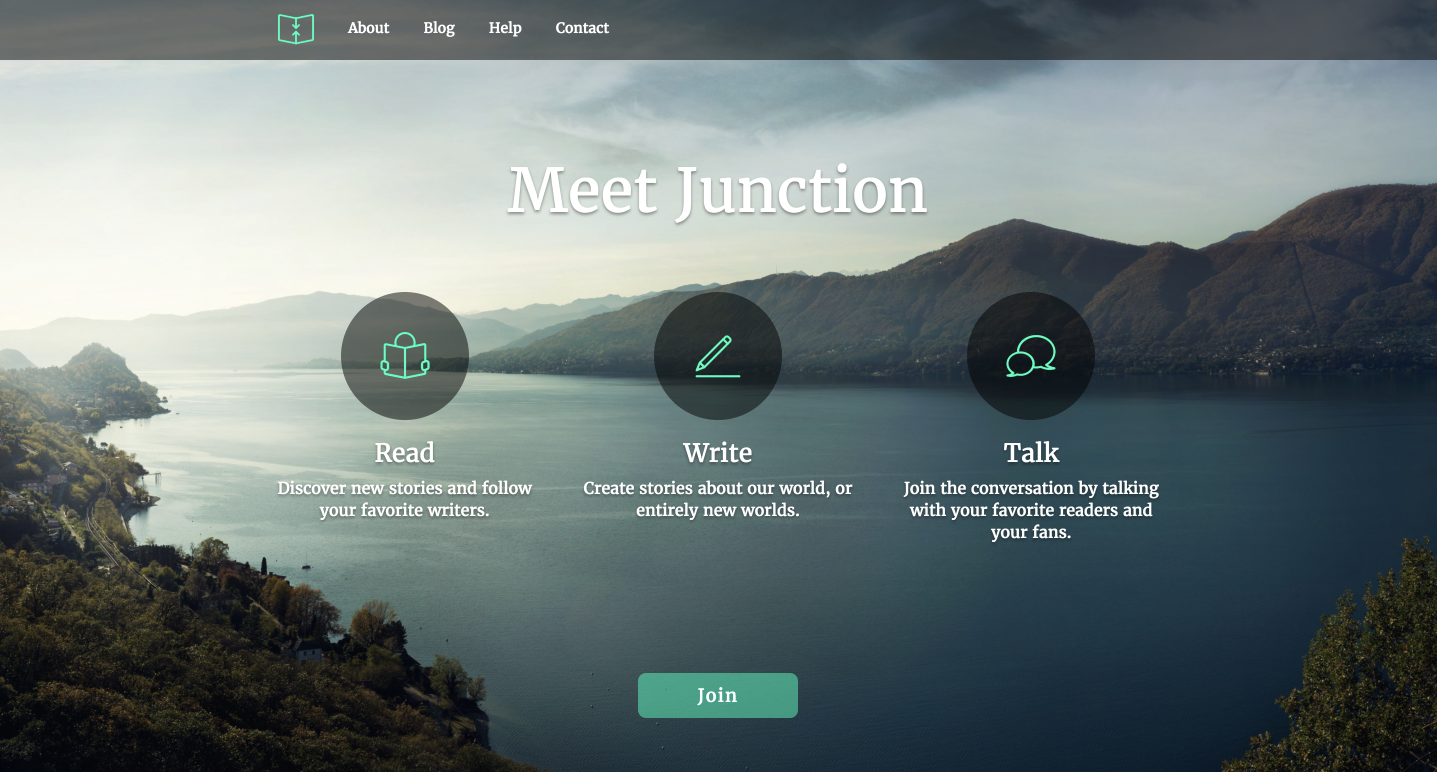 About Blog Help Contact
Meet Junction
Read
Discover new stories and follow
your favorite writers.
Write
Create stories about our world, or
entirely new worlds.
Talk
Join the conversation by talking
with your favorite readers and
your fans.
Join